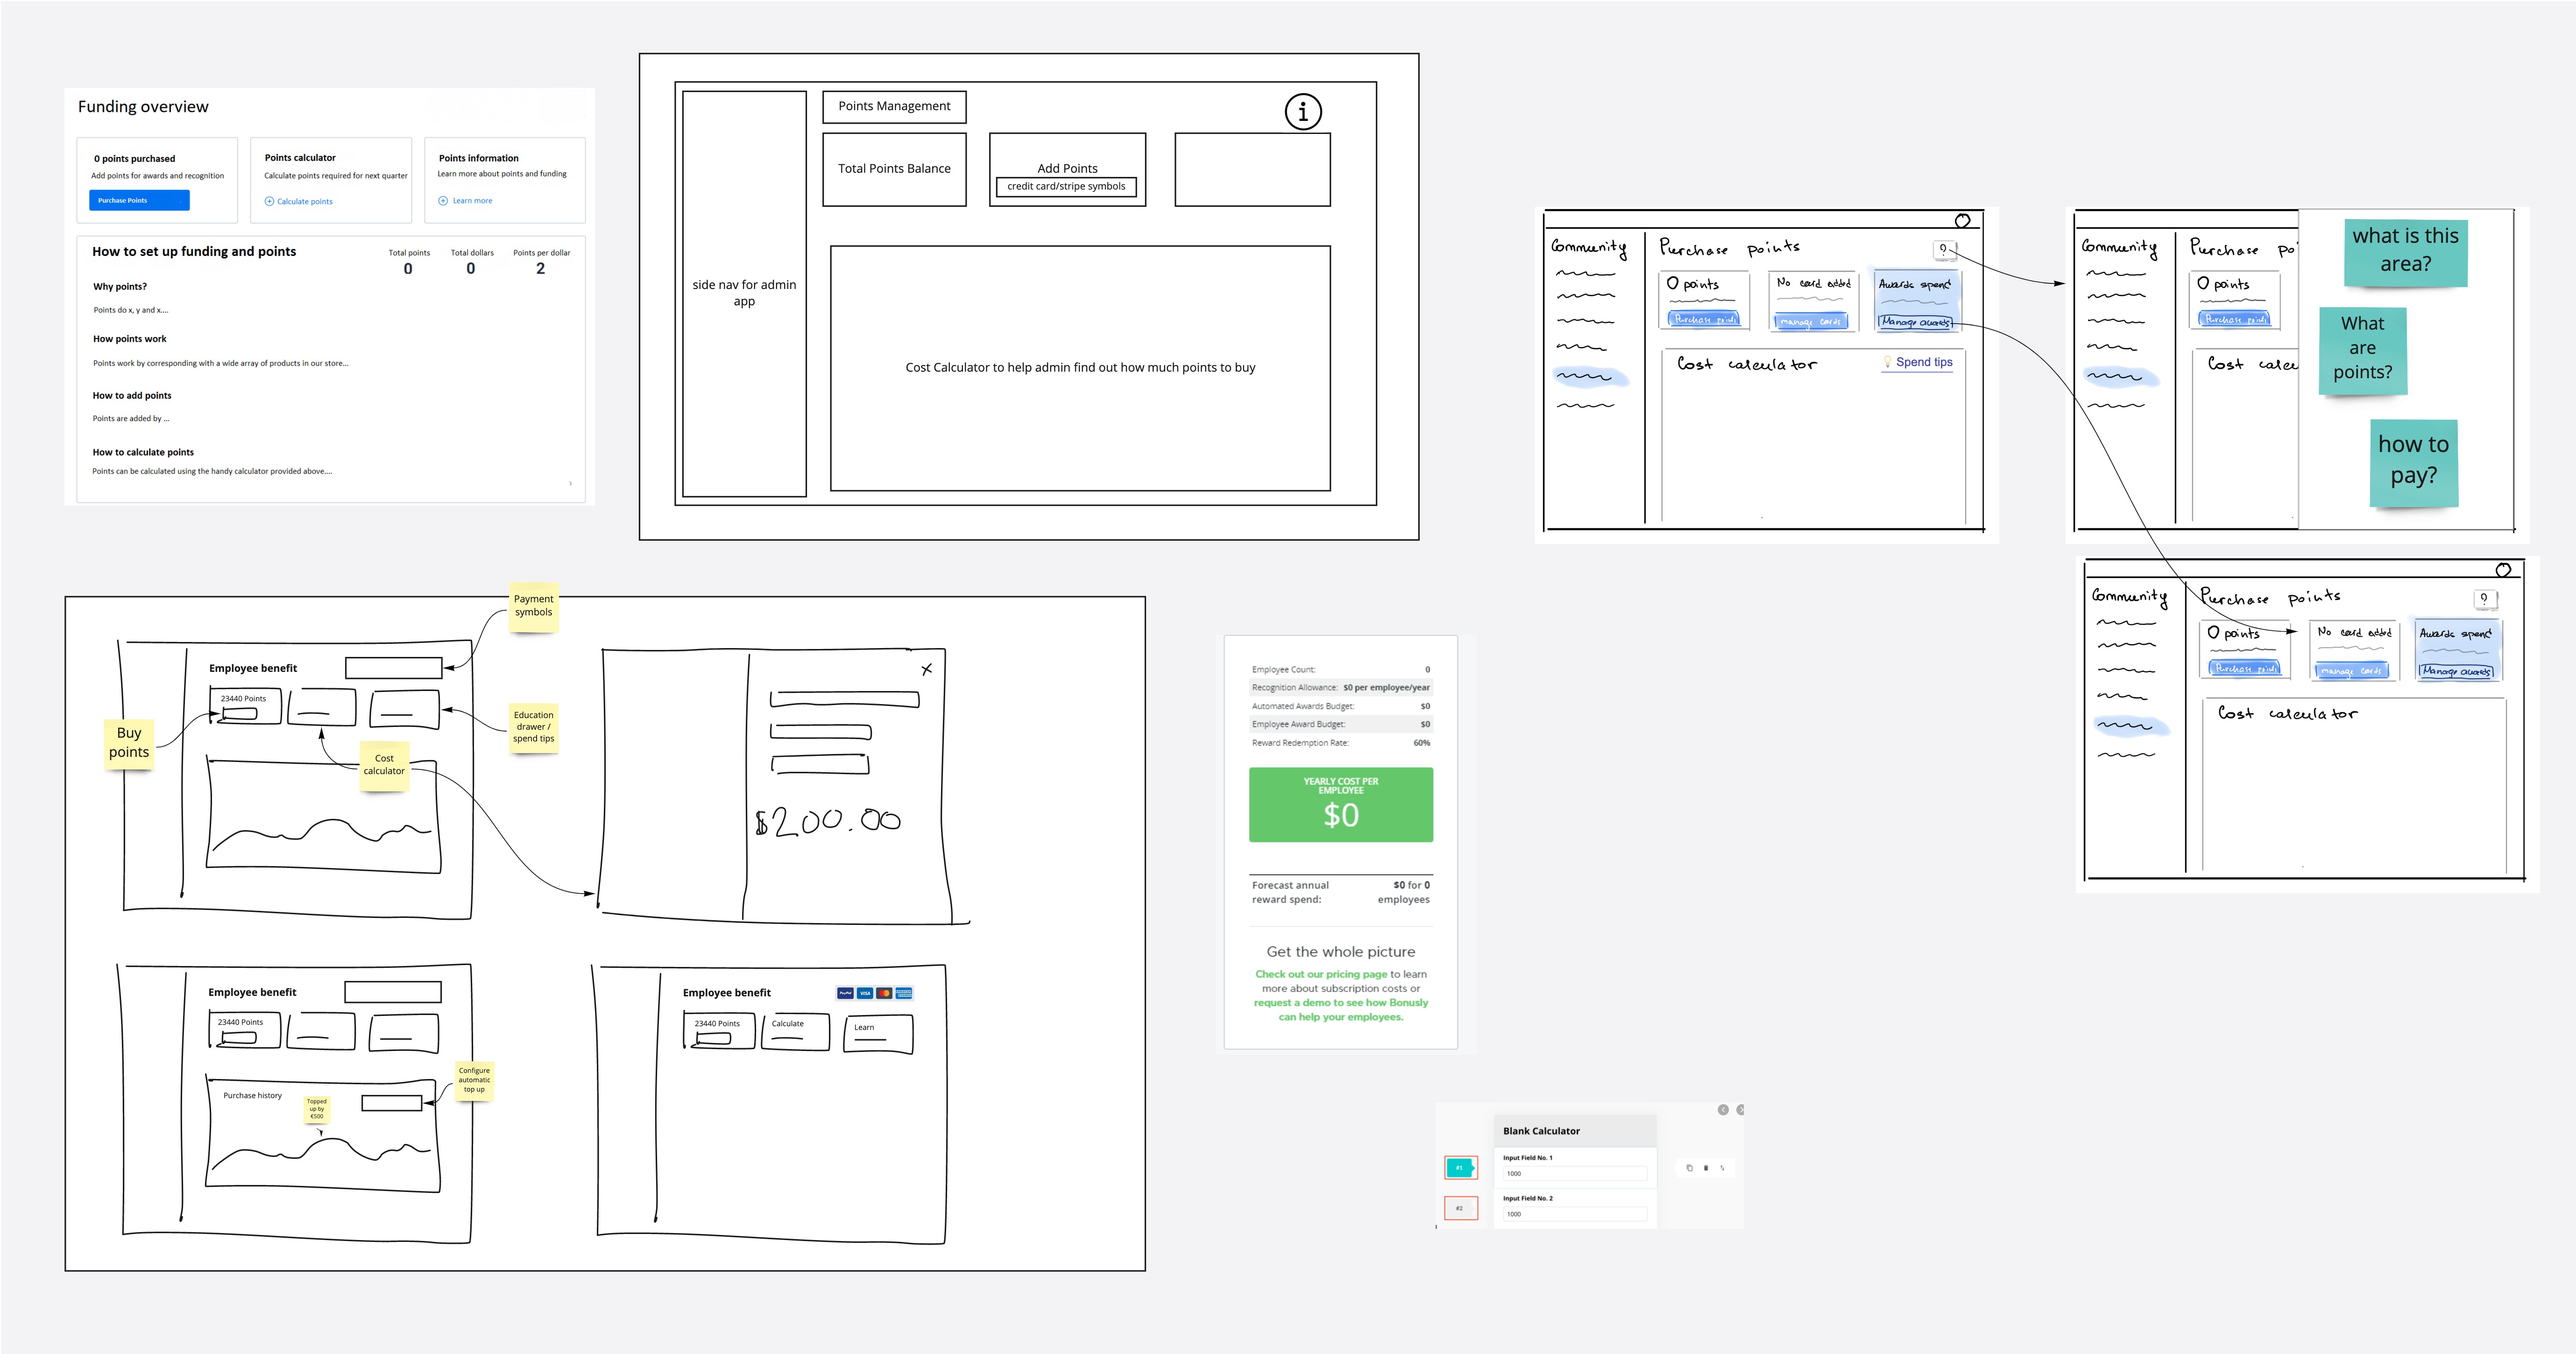 Funding overview
0 points purchased
Add points for awards and recognition
Purchase Points
Points calculator
Calculate points required for next quarter
Calculate points
Points information
Learn more about points and funding
Learn more
How to set up funding and points
Total points
0
Total dollars
0
Points per dollar
2
Why points?
Points do x, y and x....
How points work
Points work by corresponding with a wide array of products in our store...
How to add points
Points are added by ...
How to calculate points
Points can be calculated using the handy calculator provided above....
Points Management
i
Total Points Balance
Add Points
credit card/stripe symbols
side nav for admin
app
Cost Calculator to help admin find out how much points to buy
Community
Purchase points
?
0 points
Purchase points
No card added
manage cards
Awards spend
Manage awards
Cost calculator
Spend tips
Community
Purchase po
0 points
Purchase points
Cost calcu
what is this
area?
What
are
points?
how to
pay?
Community
Purchase points
?
0 points
Purchase points
No card added
manage cards
Awards spend
Manage awards
Cost calculator
Payment
symbols
Employee benefit
23440 Points
Buy
points
Education
drawer /
spend tips
Cost
calculator
X
$200.00
Employee benefit
23440 Points
Purchase history
Topped
up by
€500
Configure
automatic
top up
Employee benefit
PayPal
VISA
23440 Points
Calculate
Learn
Employee Count: 0
Recognition Allowance: $0 per employee/year
Automated Awards Budget: $0
Employee Award Budget: $0
Reward Redemption Rate: 60%
YEARLY COST PER
EMPLOYEE
$0
Forecast annual
reward spend:
$0 for 0
employees
Get the whole picture
Check out our pricing page to learn
more about subscription costs or
request a demo to see how Bonusly
can help your employees.
Blank Calculator
#1
Input Field No. 1
1000
#2
Input Field No. 2
1000